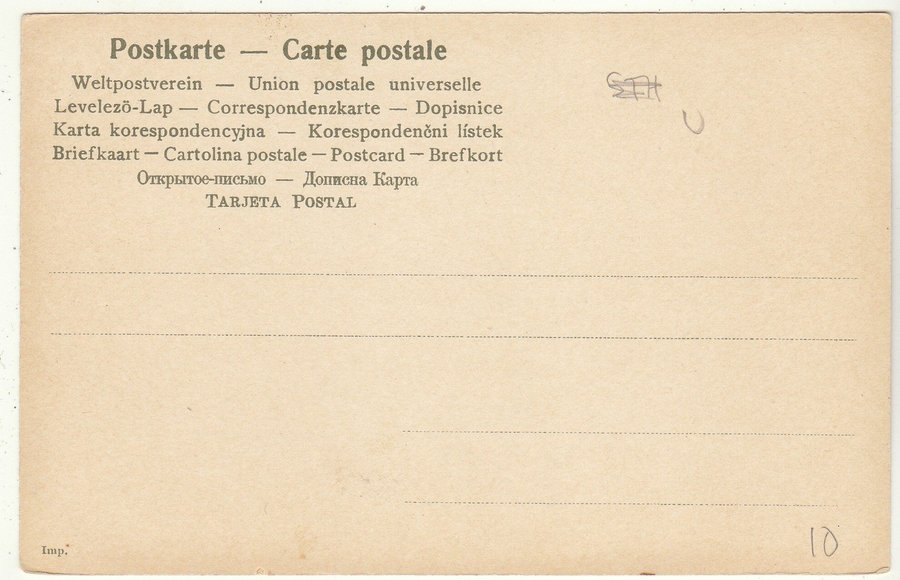 Postkarte — Carte postale
Weltpostverein — Union postale universelle
Levelezö-Lap — Correspondenzkarte — Dopisnice
Karta korespondencyjna — Korespondenčni lístek
Briefkaart — Cartolina postale — Postcard — Brefkort
Открытое-письмо — Дописна Карта
TARJETA POSTAL
U
Imp.
10